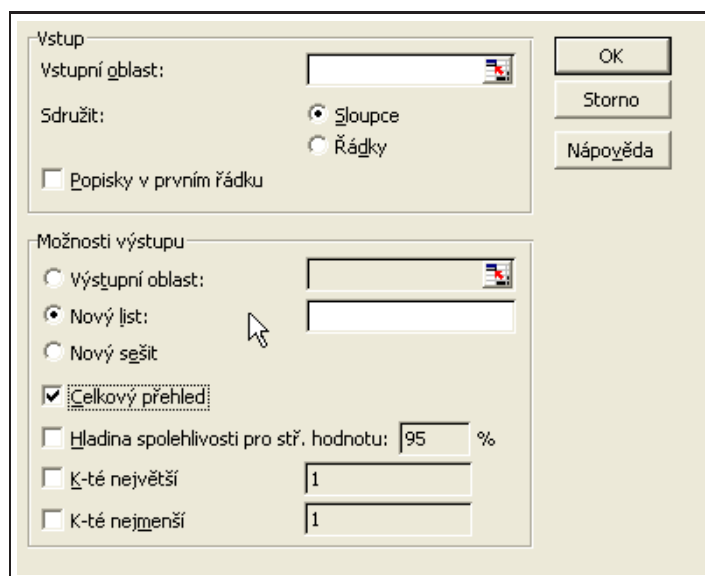 Vstup
Vstupní oblast:
Sdružit:
Sloupce
Řádky
Popisky v prvním řádku
OK
Storno
Nápověda
Možnosti výstupu
Výstupní oblast:
Nový list:
Nový sešit
Celkový přehled
Hladina spolehlivosti pro stř. hodnotu: 95 %
K-té největší 1
K-té nejmenší 1